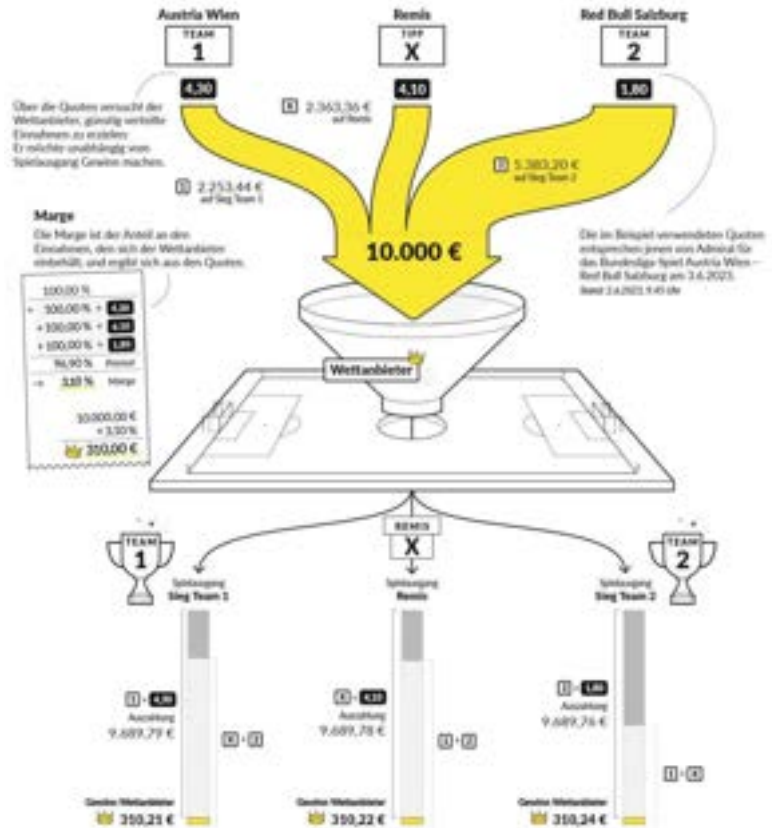 Austria Wien
TEAM
1
4,30
Remis
TIPP
X
4,10
Red Bull Salzburg
TEAM
2
1,80
Über die Quoten versucht der
Wettanbieter, günstig verteilte
Einnahmen zu erzielen:
Er möchte unabhängig vom
Spielausgang Gewinn machen.
X 2.363,36 €
auf Remis
1 2.253,44 €
auf Sieg Team 1
2 5.383,20 €
auf Sieg Team 2
10.000 €
Marge
Die Marge ist der Anteil an den
Einnahmen, den sich der Wettanbieter
einbehält, und ergibt sich aus den Quoten.
100,00 %
100,00 % ÷ 4,30
+ 100,00 % ÷ 4,10
+ 100,00 % ÷ 1,80
96,90 %
3,10 % Marge
10.000,00 €
× 3,10 %
310,00 €
Die im Beispiel verwendeten Quoten
entsprechen jenen von Admiral für
das Bundesliga-Spiel Austria Wien –
Red Bull Salzburg am 3.6.2023.
Stand: 2.6.2023, 9.45 Uhr
Wettanbieter
TEAM
1
REMIS
X
TEAM
2
Spielausgang
Sieg Team 1
Spielausgang
Remis
Spielausgang
Sieg Team 2
1 × 4,30
Auszahlung
9.689,79 €
X + 2
Gewinn Wettanbieter
310,21 €
X × 4,10
Auszahlung
9.689,78 €
1 + 2
Gewinn Wettanbieter
310,22 €
2 × 1,80
Auszahlung
9.689,76 €
1 + X
Gewinn Wettanbieter
310,24 €